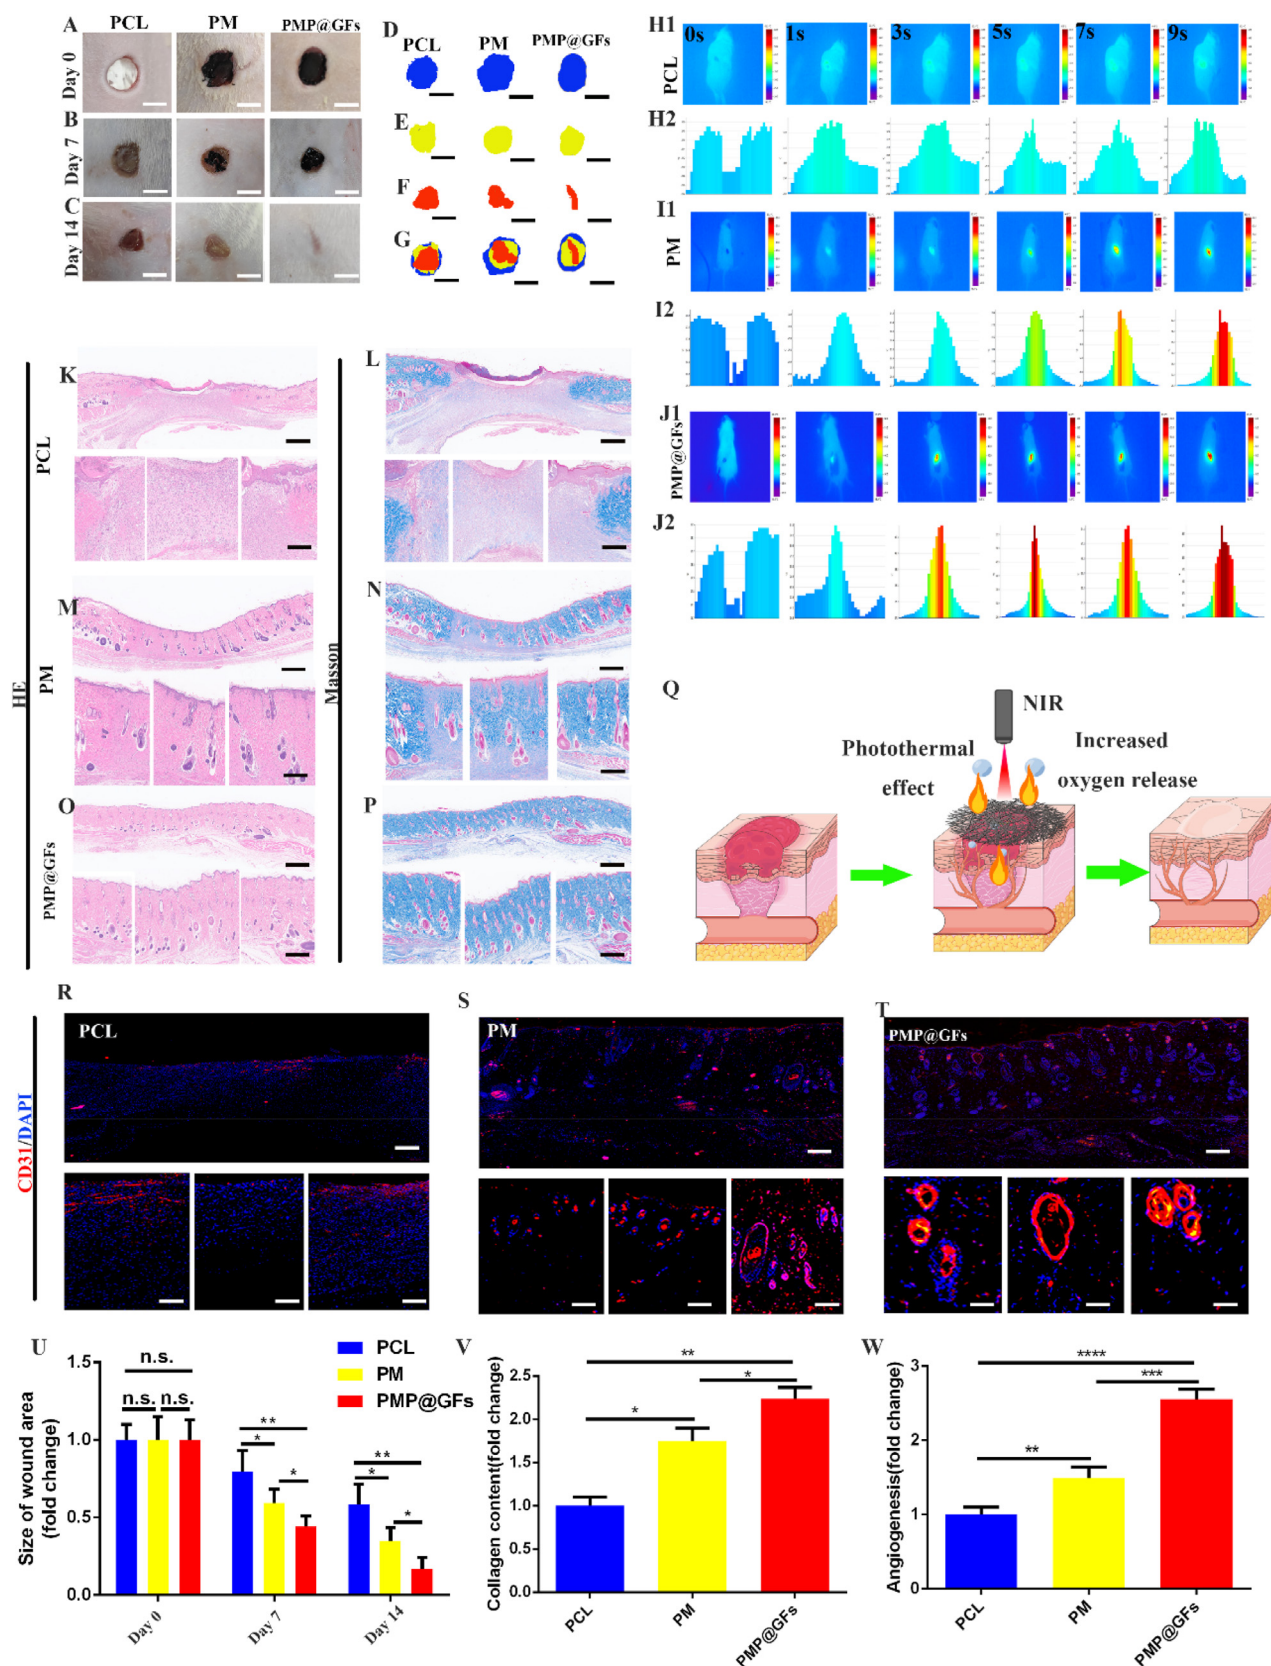 A PCL PM PMP@GFs
Day 0
B
Day 7
C
Day 14
D PCL PM PMP@GFs
E
F
G
H1 0s 1s 3s 5s 7s 9s
PCL
H2
I1
PM
I2
J1
PMP@GFs
J2
HE
K
PCL
M
PM
O
PMP@GFs
Masson
L
N
P
Q
NIR
Photothermal
effect
Increased
oxygen release
CD31/DAPI
R
PCL
S
PM
T
PMP@GFs
U
PCL
PM
PMP@GFs
Size of wound area
(fold change)
1.5
1.0
0.5
0.0
n.s.
n.s. n.s.
**
*
*
**
*
*
Day 0 Day 7 Day 14
V
Collagen content(fold change)
2.5
2.0
1.5
1.0
0.5
0.0
**
*
*
PCL PM PMP@GFs
W
Angiogenesis(fold change)
3
2
1
0
****
***
**
PCL PM PMP@GFs